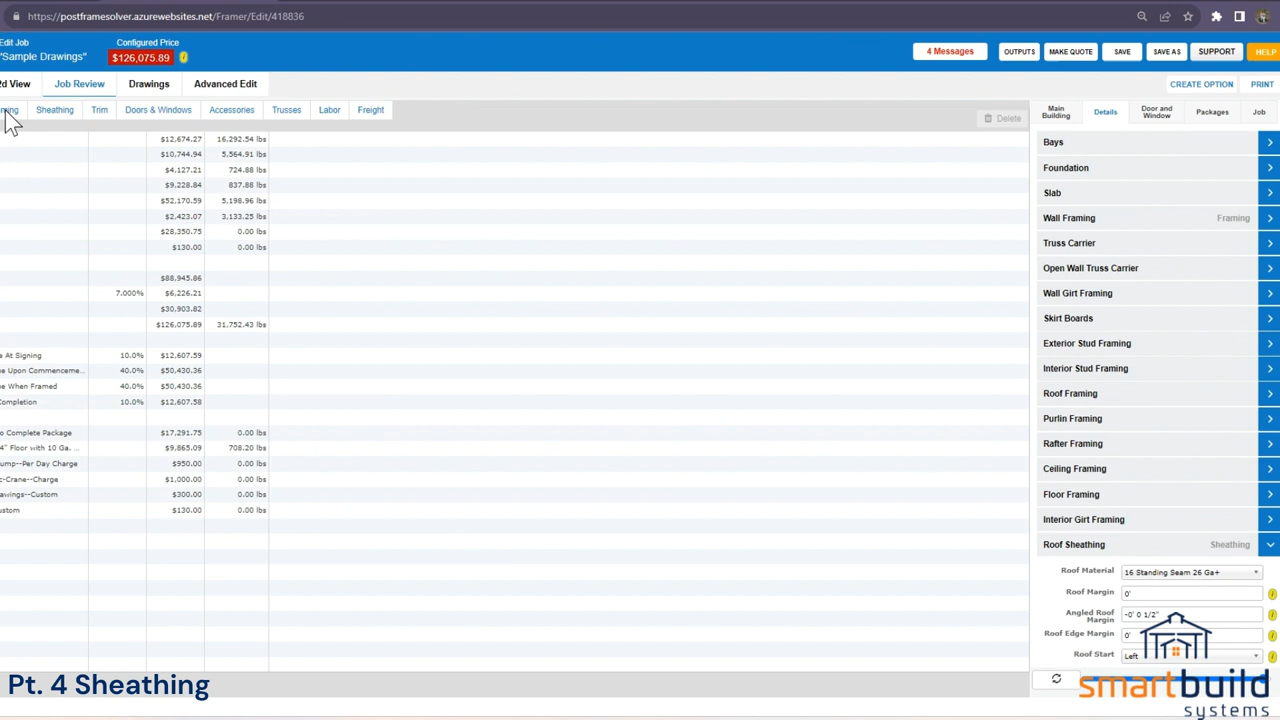 https://postframesolver.azurewebsites.net/Framer/Edit/418836
Edit Job
"Sample Drawings"
Configured Price
$126,075.89
4 Messages
OUTPUTS
MAKE QUOTE
SAVE
SAVE AS
SUPPORT
HELP
d View
Job Review
Drawings
Advanced Edit
CREATE OPTION
PRINT
Sheathing
Trim
Doors & Windows
Accessories
Trusses
Labor
Freight
Delete
Main Building
Details
Door and Window
Packages
Job
$12,674.27 16,292.54 lbs
$10,744.94 5,564.91 lbs
$4,127.21 724.88 lbs
$9,228.84 837.88 lbs
$52,170.59 5,198.96 lbs
$2,423.07 3,133.25 lbs
$28,350.75 0.00 lbs
$130.00 0.00 lbs
$88,945.86
7.000% $6,226.21
$30,903.82
$126,075.89 31,752.43 lbs
e At Signing 10.0% $12,607.59
e Upon Commenceme... 40.0% $50,430.36
e When Framed 40.0% $50,430.36
Completion 10.0% $12,607.58
o Complete Package $17,291.75 0.00 lbs
4" Floor with 10 Ga. ... $9,865.09 708.20 lbs
ump--Per Day Charge $950.00 0.00 lbs
c-Crane--Charge $1,000.00 0.00 lbs
awings--Custom $300.00 0.00 lbs
ustom $130.00 0.00 lbs
Bays
Foundation
Slab
Wall Framing Framing
Truss Carrier
Open Wall Truss Carrier
Wall Girt Framing
Skirt Boards
Exterior Stud Framing
Interior Stud Framing
Roof Framing
Purlin Framing
Rafter Framing
Ceiling Framing
Floor Framing
Interior Girt Framing
Roof Sheathing Sheathing
Roof Material 16 Standing Seam 26 Ga+
Roof Margin 0'
Angled Roof Margin -0' 0 1/2"
Roof Edge Margin 0'
Roof Start Left
Pt. 4 Sheathing
smartbuild
systems